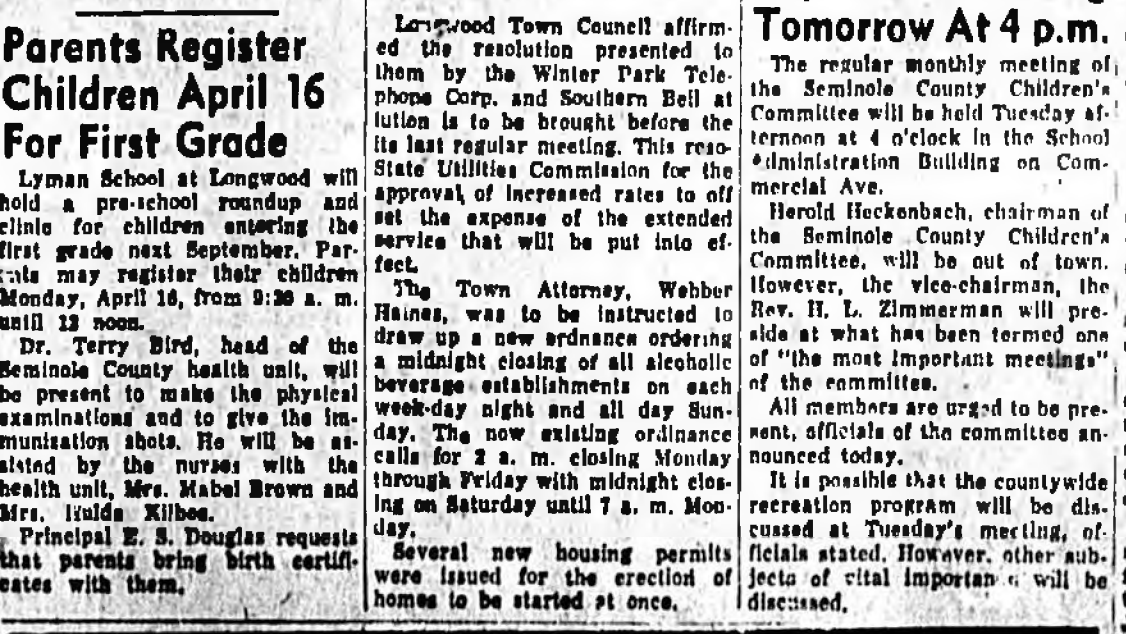 Parents Register
Children April 16
For First Grade
Lyman School at Longwood will
hold a pre-school roundup and
clinic for children entering the
first grade next September. Par-
ents may register their children
Monday, April 16, from 9:30 a. m.
until 12 noon.
Dr. Terry Bird, head of the
Seminole County health unit, will
be present to make the physical
examinations and to give the im-
munization shots. He will be as-
sisted by the nurses with the
health unit, Mrs. Mabel Brown and
Mrs. Hulda Kilbee.
Principal E. S. Douglas requests
that parents bring birth certifi-
cates with them.
Longwood Town Council affirm-
ed the resolution presented to
them by the Winter Park Tele-
phone Corp. and Southern Bell at
lution is to be brought before the
its last regular meeting. This reso-
State Utilities Commission for the
approval of increased rates to off
set the expense of the extended
service that will be put into ef-
fect.
The Town Attorney, Webber
Haines, was to be instructed to
draw up a new ordnance ordering
a midnight closing of all alcoholic
beverage establishments on each
week-day night and all day Sun-
day. The now existing ordinance
calls for 2 a. m. closing Monday
through Friday with midnight clos-
ing on Saturday until 7 a. m. Mon-
day.
Several new housing permits
were issued for the erection of
homes to be started at once.
Tomorrow At 4 p.m.
The regular monthly meeting of
the Seminole County Children's
Committee will be held Tuesday af-
ternoon at 4 o'clock in the School
Administration Building on Com-
mercial Ave.
Herold Heckenbach, chairman of
the Seminole County Children's
Committee, will be out of town.
However, the vice-chairman, the
Rev. H. L. Zimmerman will pre-
side at what has been termed one
of "the most important meetings"
of the committee.
All members are urged to be pre-
sent, officials of the committee an-
nounced today.
It is possible that the countywide
recreation program will be dis-
cussed at Tuesday's meeting, of-
ficials stated. However, other sub-
jects of vital importance will be
discussed.